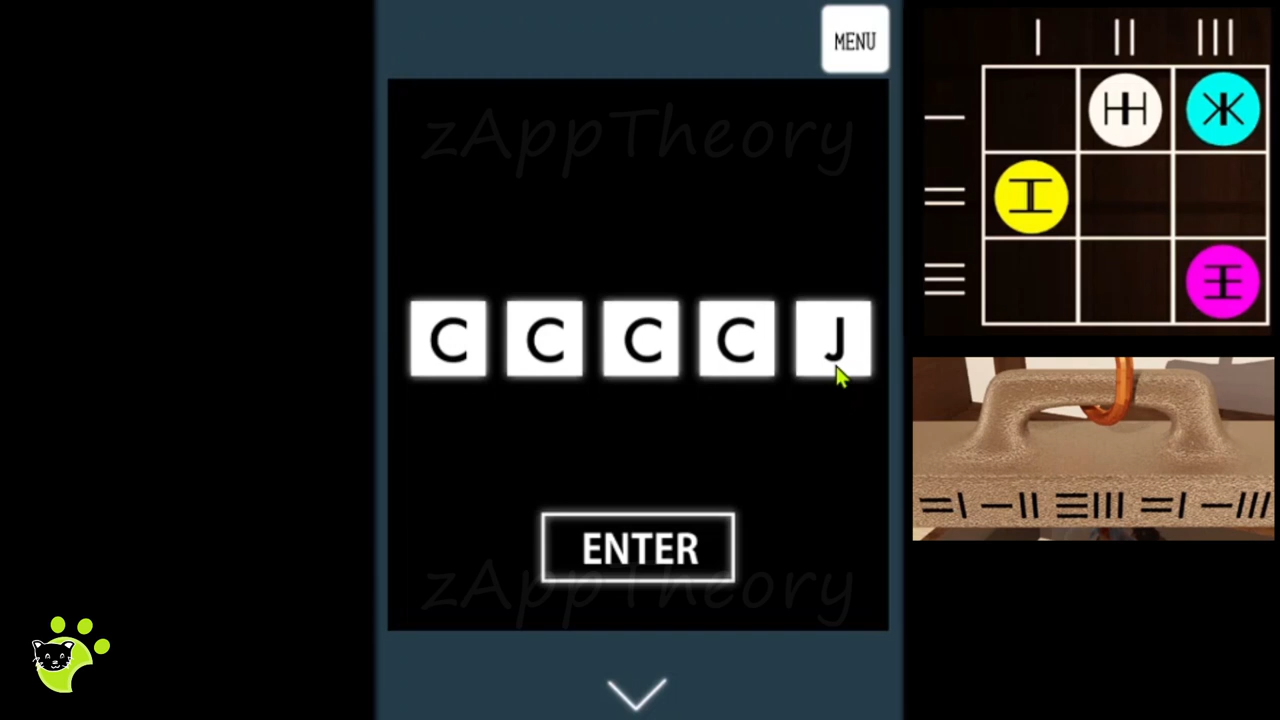 MENU
zAppTheory
C C C C J
ENTER
zAppTheory